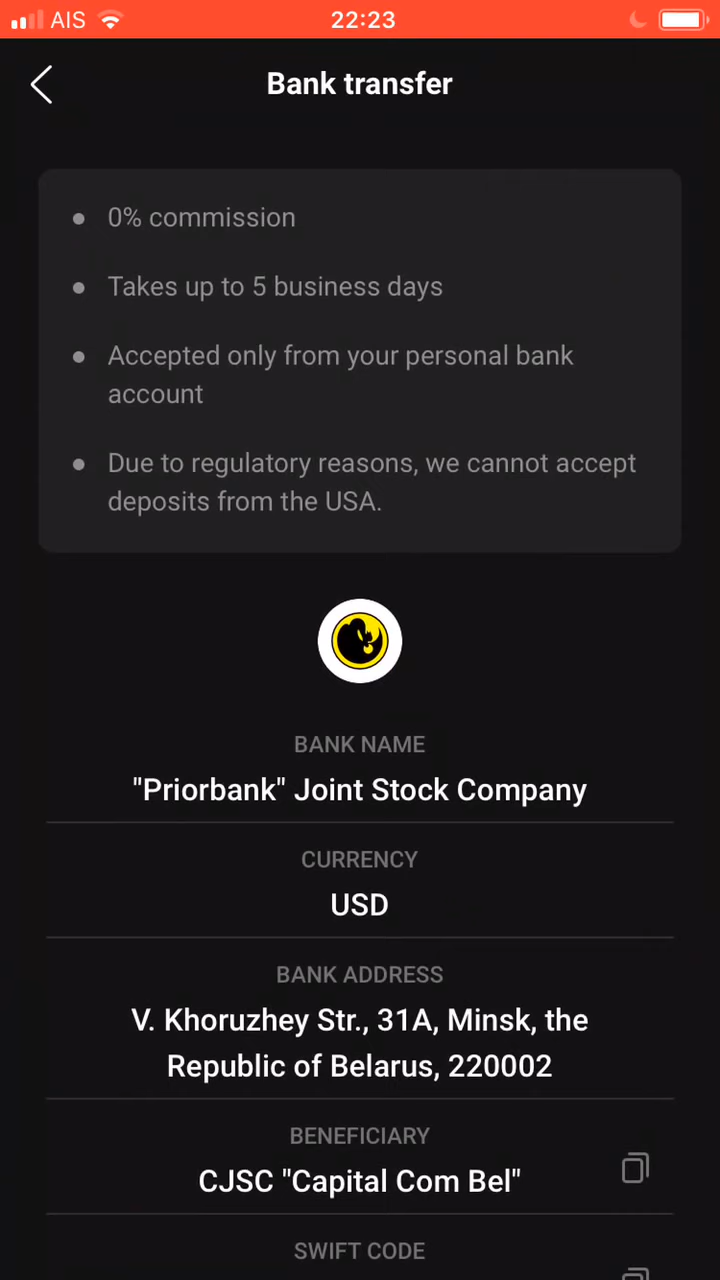 AIS
22:23
Bank transfer
0% commission
Takes up to 5 business days
Accepted only from your personal bank
account
Due to regulatory reasons, we cannot accept
deposits from the USA.
BANK NAME
"Priorbank" Joint Stock Company
CURRENCY
USD
BANK ADDRESS
V. Khoruzhey Str., 31A, Minsk, the
Republic of Belarus, 220002
BENEFICIARY
CJSC "Capital Com Bel"
SWIFT CODE